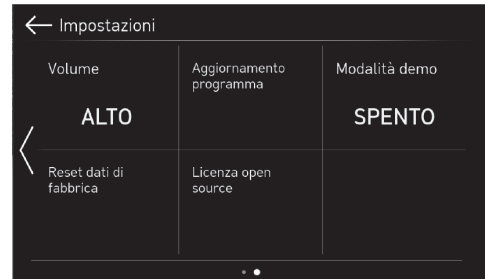 Impostazioni
Volume
ALTO
Aggiornamento
programma
Modalità demo
SPENTO
Reset dati di
fabbrica
Licenza open
source